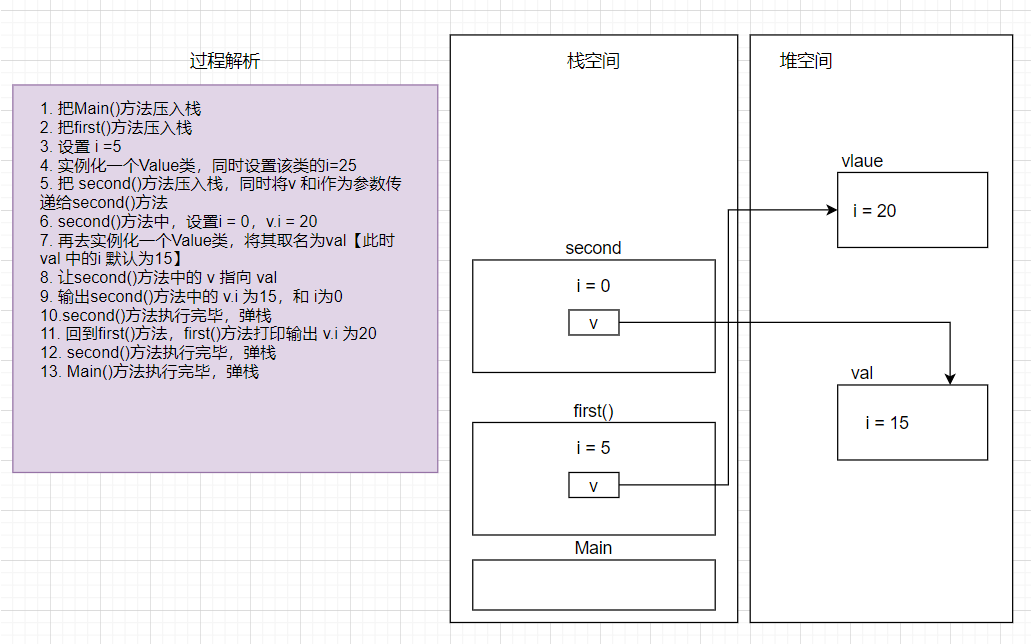 过程解析
1. 把Main()方法压入栈
2. 把first()方法压入栈
3. 设置 i =5
4. 实例化一个Value类，同时设置该类的i=25
5. 把 second()方法压入栈，同时将v 和i作为参数传
递给second()方法
6. second()方法中，设置i = 0，v.i = 20
7. 再去实例化一个Value类，将其取名为val【此时
val 中的i 默认为15】
8. 让second()方法中的 v 指向 val
9. 输出second()方法中的 v.i 为15，和 i为0
10.second()方法执行完毕，弹栈
11. 回到first()方法，first()方法打印输出 v.i 为20
12. second()方法执行完毕，弹栈
13. Main()方法执行完毕，弹栈
栈空间
second
i = 0
v
first()
i = 5
v
Main
堆空间
vlaue
i = 20
val
i = 15